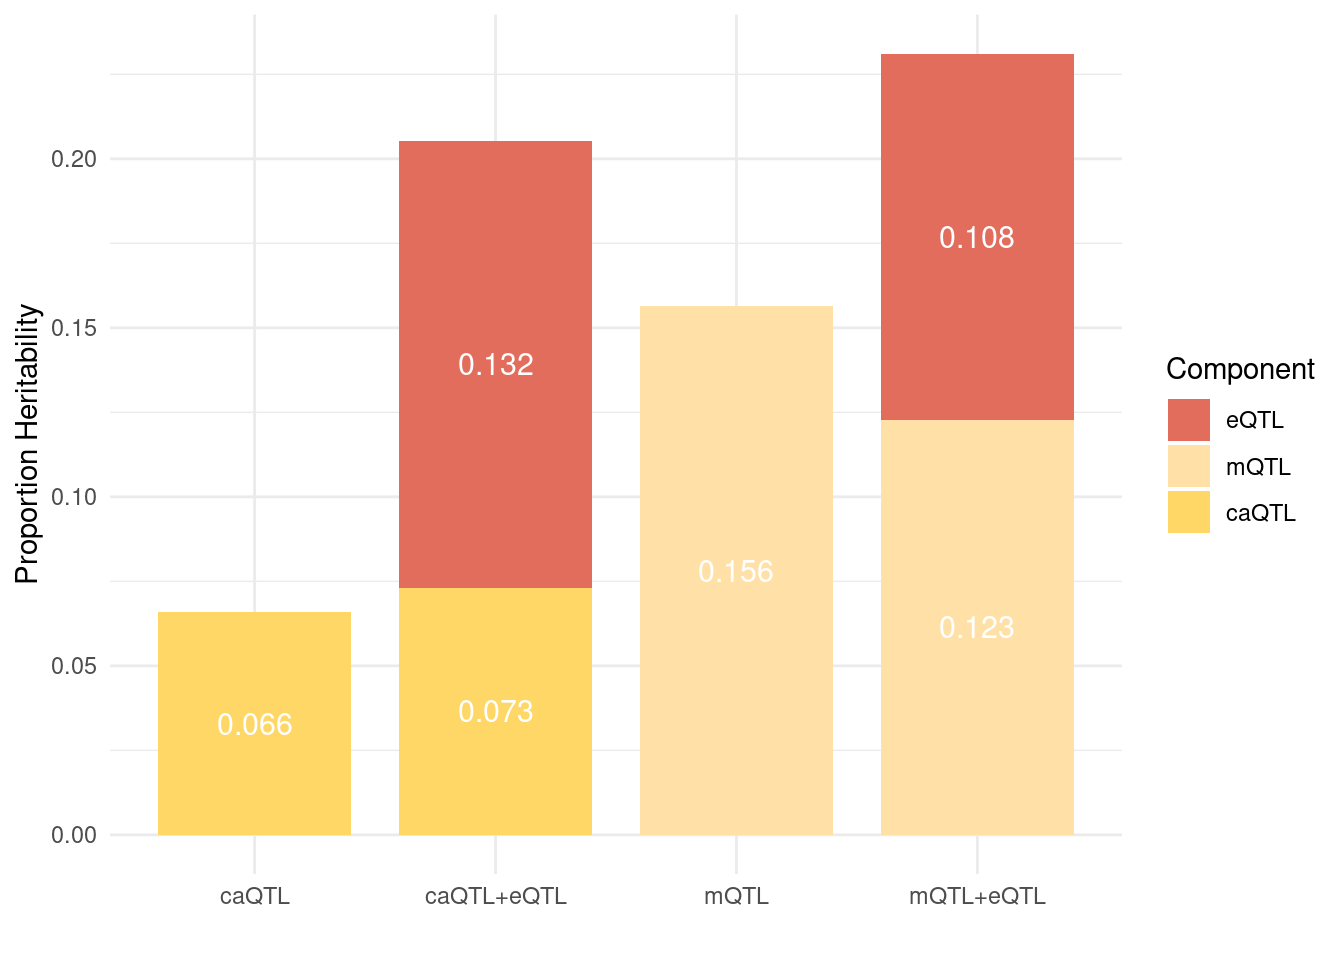 Proportion Heritability
0.20
0.15
0.10
0.05
0.00
0.066
0.132
0.073
0.156
0.108
0.123
caQTL
caQTL+eQTL
mQTL
mQTL+eQTL
Component
eQTL
mQTL
caQTL